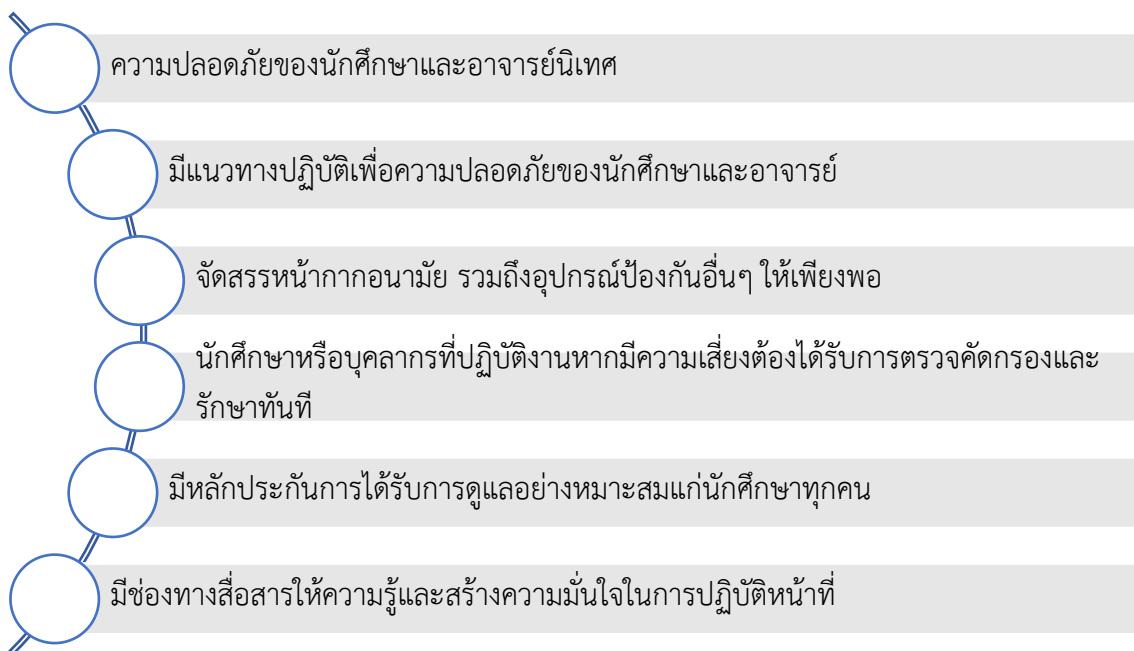 ความปลอดภัยของนักศึกษาและอาจารย์นิเทศ
มีแนวทางปฏิบัติเพื่อความปลอดภัยของนักศึกษาและอาจารย์
จัดสรรหน้ากากอนามัย รวมถึงอุปกรณ์ป้องกันอื่นๆ ให้เพียงพอ
นักศึกษาหรือบุคลากรที่ปฏิบัติงานหากมีความเสี่ยงต้องได้รับการตรวจคัดกรองและ
รักษาทันที
มีหลักประกันการได้รับการดูแลอย่างหมาะสมแก่นักศึกษาทุกคน
มีช่องทางสื่อสารให้ความรู้และสร้างความมั่นใจในการปฏิบัติหน้าที่